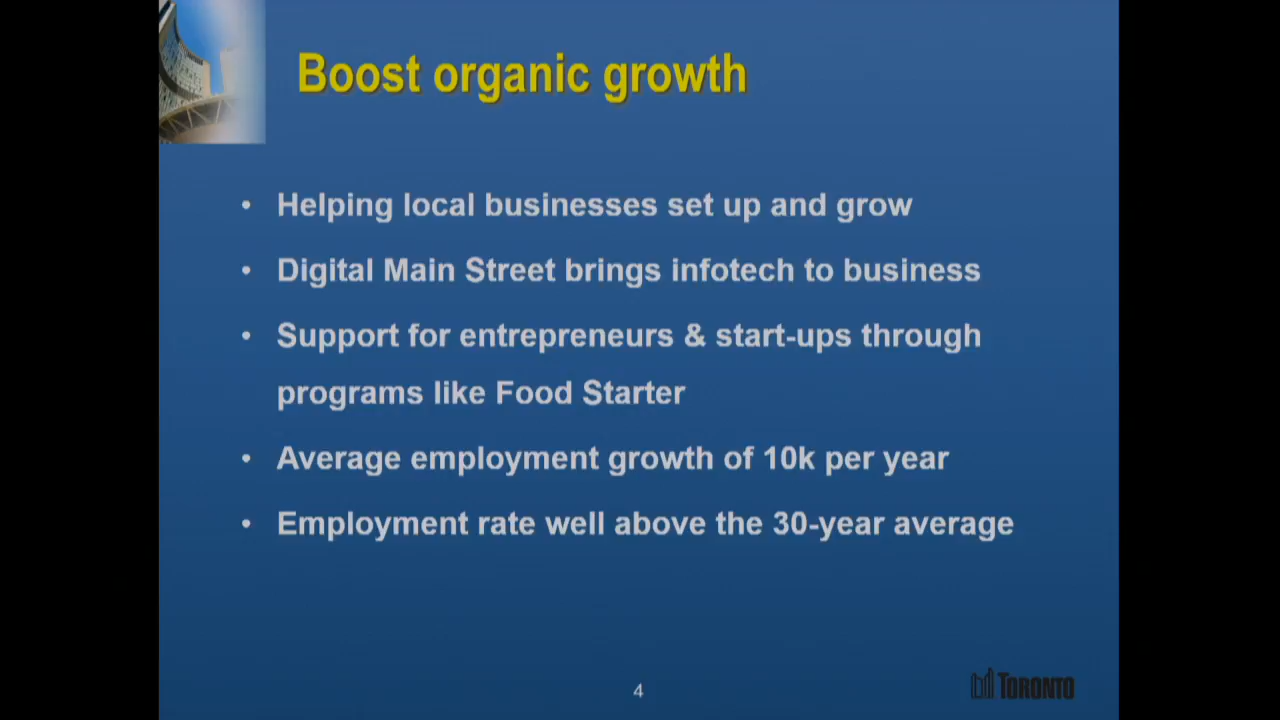 Boost organic growth
• Helping local businesses set up and grow
• Digital Main Street brings infotech to business
• Support for entrepreneurs & start-ups through
programs like Food Starter
• Average employment growth of 10k per year
• Employment rate well above the 30-year average
4
TORONTO